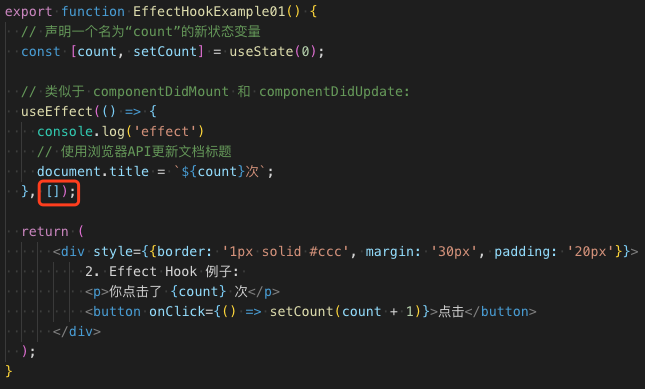 export function EffectHookExample01() {
  // 声明一个名为“count”的新状态变量
  const [count, setCount] = useState(0);

  // 类似于 componentDidMount 和 componentDidUpdate:
  useEffect(() => {
    console.log('effect')
    // 使用浏览器API更新文档标题
    document.title = `${count}次`;
  }, []);

  return (
      <div style={{border: '1px solid #ccc', margin: '30px', padding: '20px'}}>
          2. Effect Hook 例子:
          <p>你点击了 {count} 次</p>
          <button onClick={() => setCount(count + 1)}>点击</button>
      </div>
  );
}